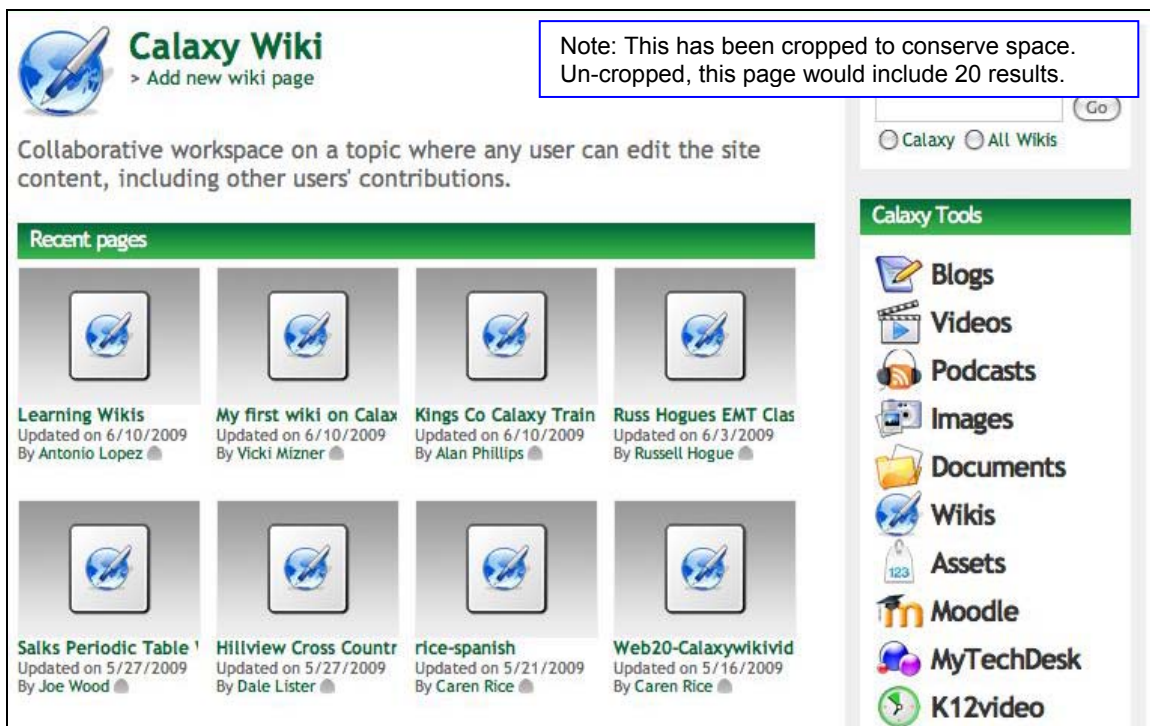 Calaxy Wiki
> Add new wiki page
Note: This has been cropped to conserve space.
Un-cropped, this page would include 20 results.
Go
Calaxy All Wikis
Collaborative workspace on a topic where any user can edit the site
content, including other users' contributions.
Recent pages
Learning Wikis
Updated on 6/10/2009
By Antonio Lopez
My first wiki on Calax
Updated on 6/10/2009
By Vicki Mizner
Kings Co Calaxy Train
Updated on 6/10/2009
By Alan Phillips
Russ Hogues EMT Clas
Updated on 6/3/2009
By Russell Hogue
Salks Periodic Table
Updated on 5/27/2009
By Joe Wood
Hillview Cross Countr
Updated on 5/27/2009
By Dale Lister
rice-spanish
Updated on 5/21/2009
By Caren Rice
Web20-Calaxywikivid
Updated on 5/16/2009
By Caren Rice
Calaxy Tools
Blogs
Videos
Podcasts
Images
Documents
Wikis
123
Assets
Moodle
MyTechDesk
K12video